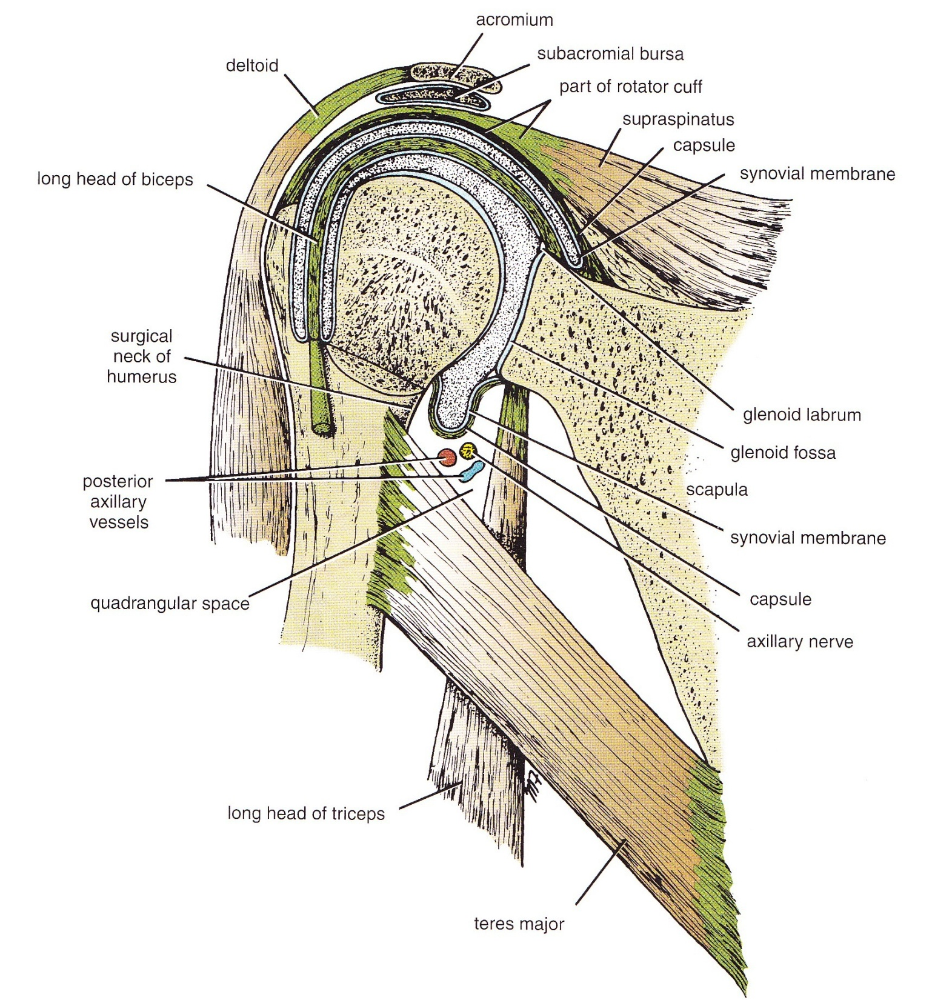 acromium
subacromial bursa
deltoid
part of rotator cuff
supraspinatus
capsule
synovial membrane
long head of biceps
surgical
neck of
humerus
glenoid labrum
glenoid fossa
posterior
axillary
vessels
scapula
synovial membrane
quadrangular space
capsule
axillary nerve
long head of triceps
teres major